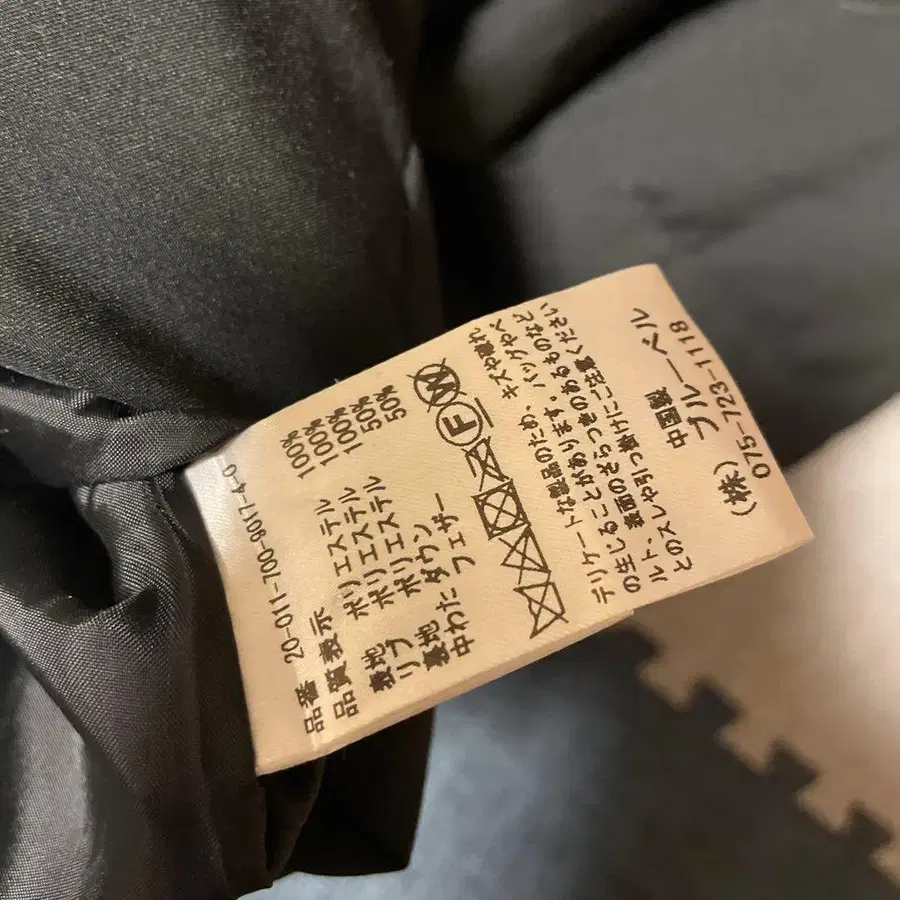 品番 20-011-700-9017-4-0
品質表示
表地 ポリエステル 100%
リブ ポリエステル 100%
裏地 ポリエステル 100%
中わた ダウン 50%
フェザー 50%
F W
デリケートな製品のため、キズや擦れ
の生じることがあります。バッグやベ
ルト、表面のざらつきのあるものなど
とのスレや引っ掛けにご注意ください
中国製
(株) ブルーベル
075-723-1118